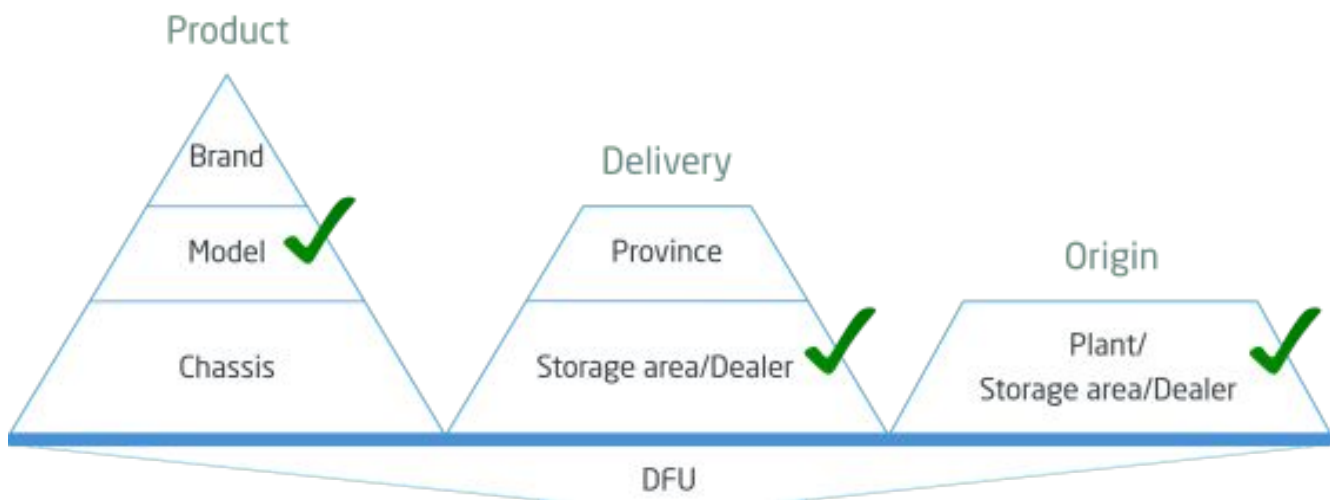 Product
Brand
Model
Chassis
Delivery
Province
Storage area/Dealer
Origin
Plant/
Storage area/Dealer
DFU